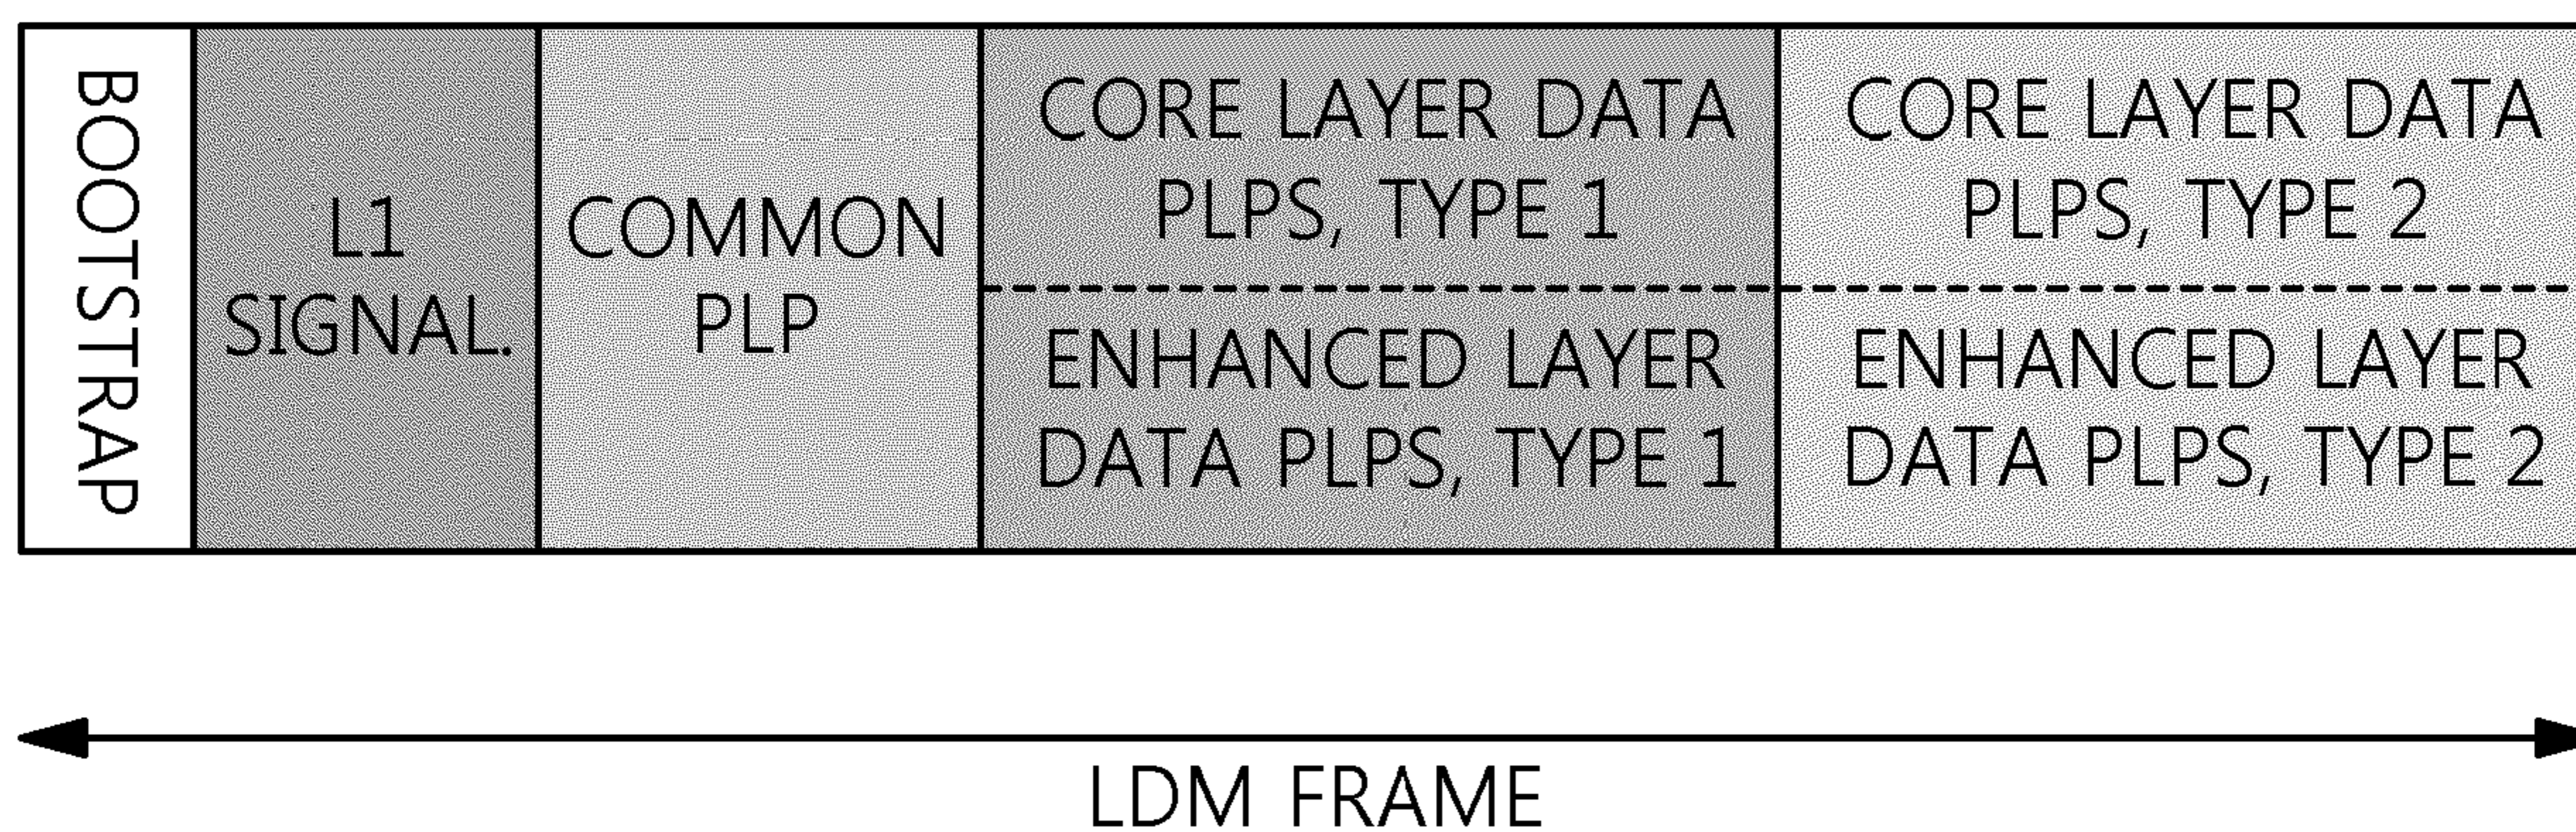 BOOTSTRAP
L1
SIGNAL.
COMMON
PLP
CORE LAYER DATA
PLPS, TYPE 1
ENHANCED LAYER
DATA PLPS, TYPE 1
CORE LAYER DATA
PLPS, TYPE 2
ENHANCED LAYER
DATA PLPS, TYPE 2
LDM FRAME